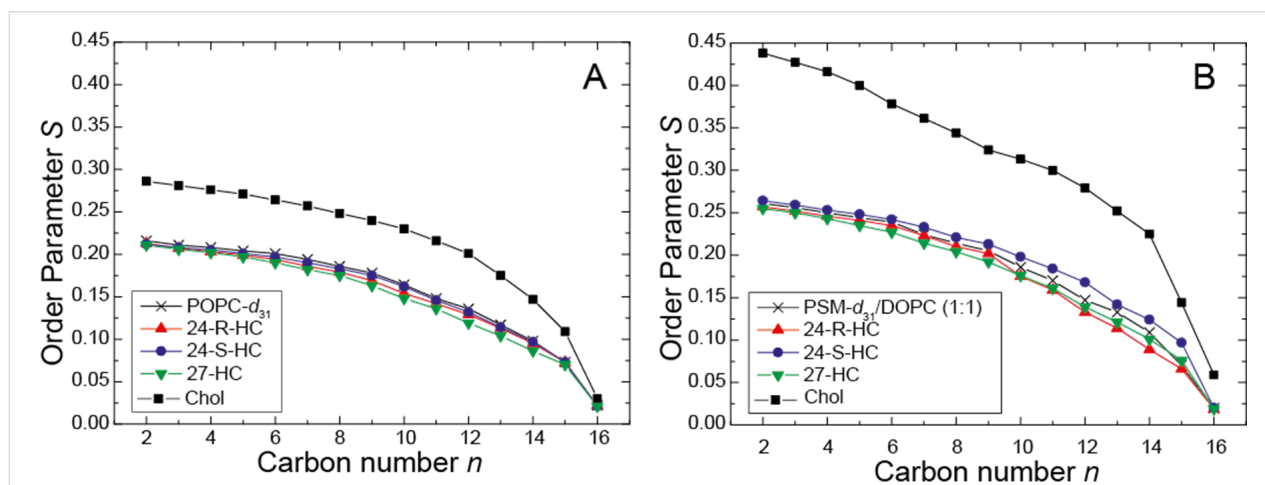 A
Order Parameter S
0.45
0.40
0.35
0.30
0.25
0.20
0.15
0.10
0.05
0.00
POPC-d31
24-R-HC
24-S-HC
27-HC
Chol
2 4 6 8 10 12 14 16
Carbon number n
B
Order Parameter S
0.45
0.40
0.35
0.30
0.25
0.20
0.15
0.10
0.05
0.00
PSM-d31/DOPC (1:1)
24-R-HC
24-S-HC
27-HC
Chol
2 4 6 8 10 12 14 16
Carbon number n